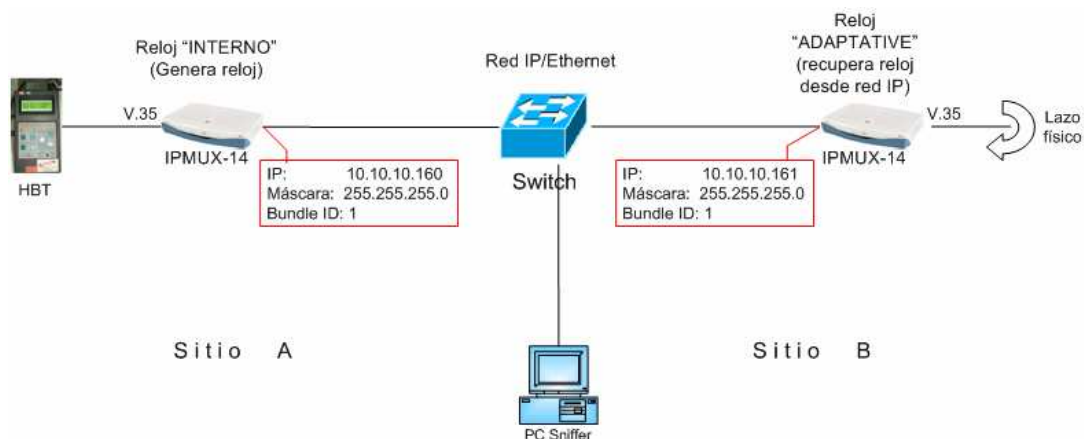 Reloj “INTERNO”
(Genera reloj)
Red IP/Ethernet
Reloj
“ADAPTATIVE”
(recupera reloj
desde red IP)
V.35
IPMUX-14
HBT
IP: 10.10.10.160
Máscara: 255.255.255.0
Bundle ID: 1
Switch
IP: 10.10.10.161
Máscara: 255.255.255.0
Bundle ID: 1
V.35
IPMUX-14
Lazo
físico
Sitio A
Sitio B
PC Sniffer